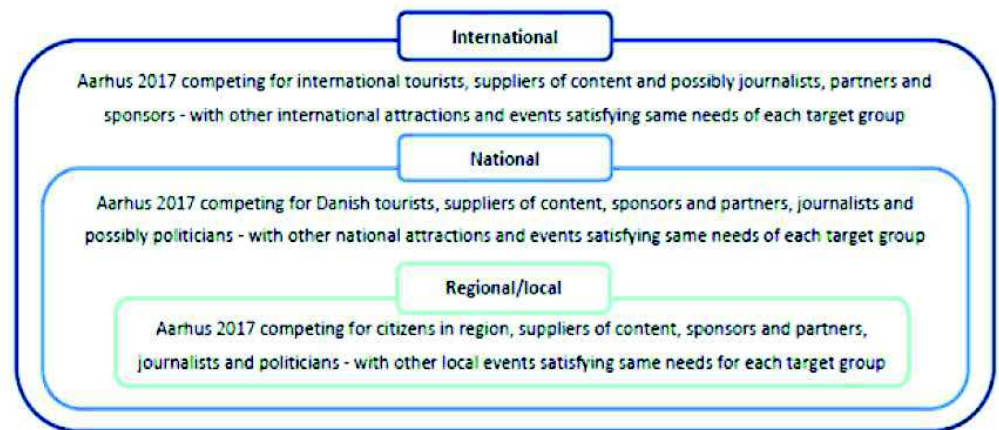 International
Aarhus 2017 competing for international tourists, suppliers of content and possibly journalists, partners and
sponsors - with other international attractions and events satisfying same needs of each target group
National
Aarhus 2017 competing for Danish tourists, suppliers of content, sponsors and partners, journalists and
possibly politicians - with other national attractions and events satisfying same needs of each target group
Regional/local
Aarhus 2017 competing for citizens in region, suppliers of content, sponsors and partners,
journalists and politicians - with other local events satisfying same needs for each target group